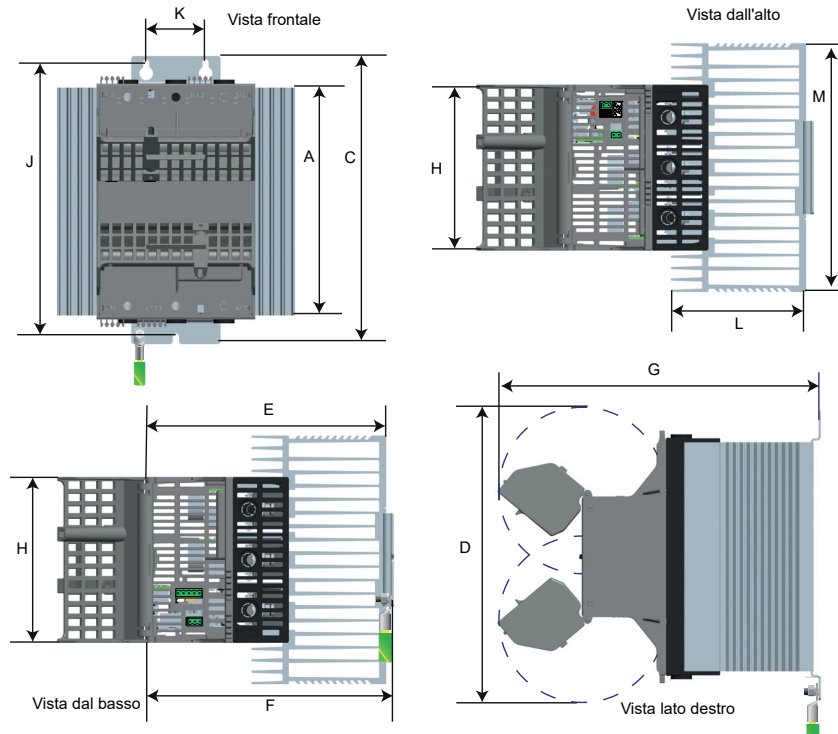 K
Vista frontale
J
A
C
Vista dall'alto
H
M
L
E
H
F
Vista dal basso
G
D
Vista lato destro